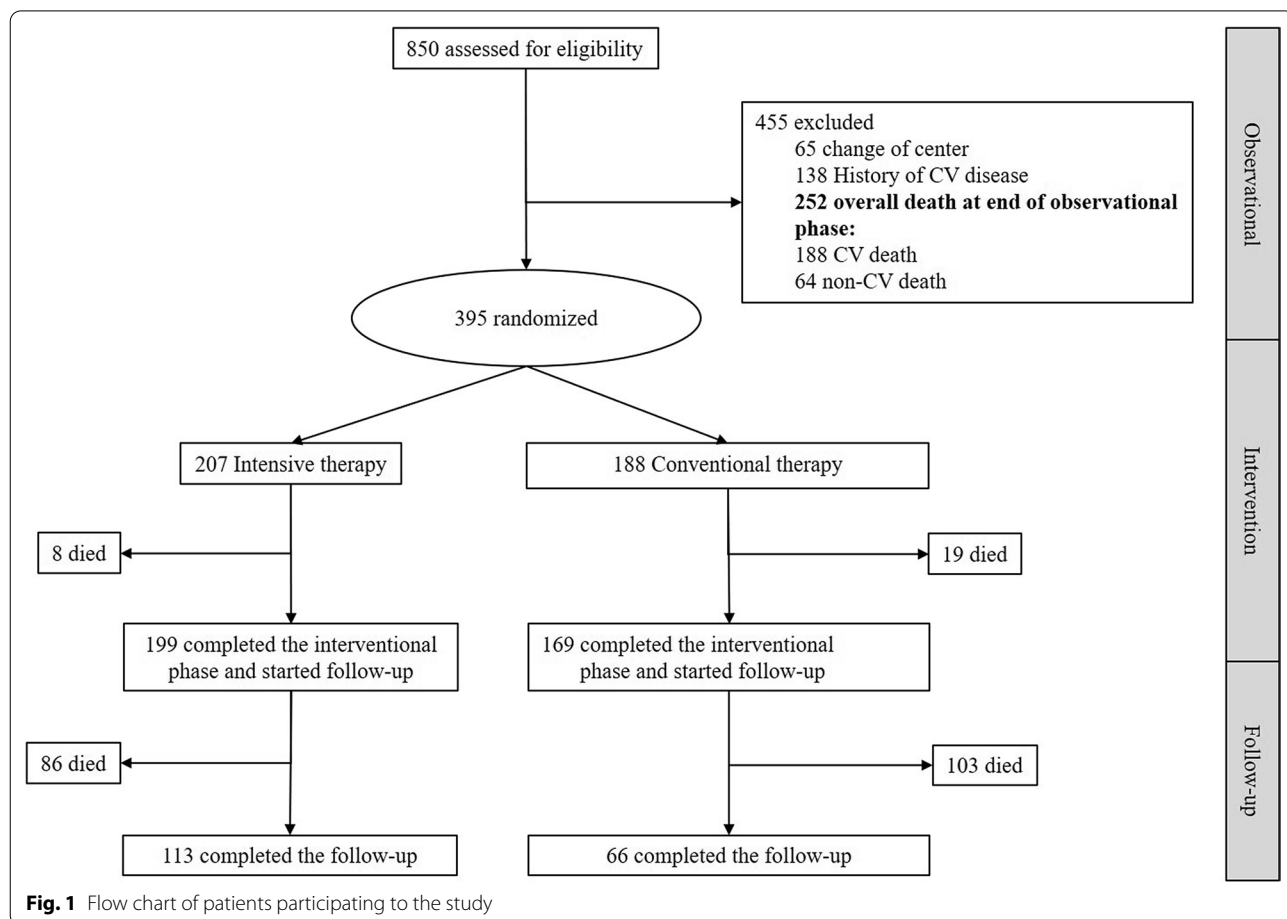 850 assessed for eligibility
455 excluded
65 change of center
138 History of CV disease
252 overall death at end of observational
phase:
188 CV death
64 non-CV death
Observational
395 randomized
207 Intensive therapy
188 Conventional therapy
Intervention
8 died
19 died
199 completed the interventional
phase and started follow-up
169 completed the interventional
phase and started follow-up
Follow-up
86 died
103 died
113 completed the follow-up
66 completed the follow-up
Fig. 1 Flow chart of patients participating to the study